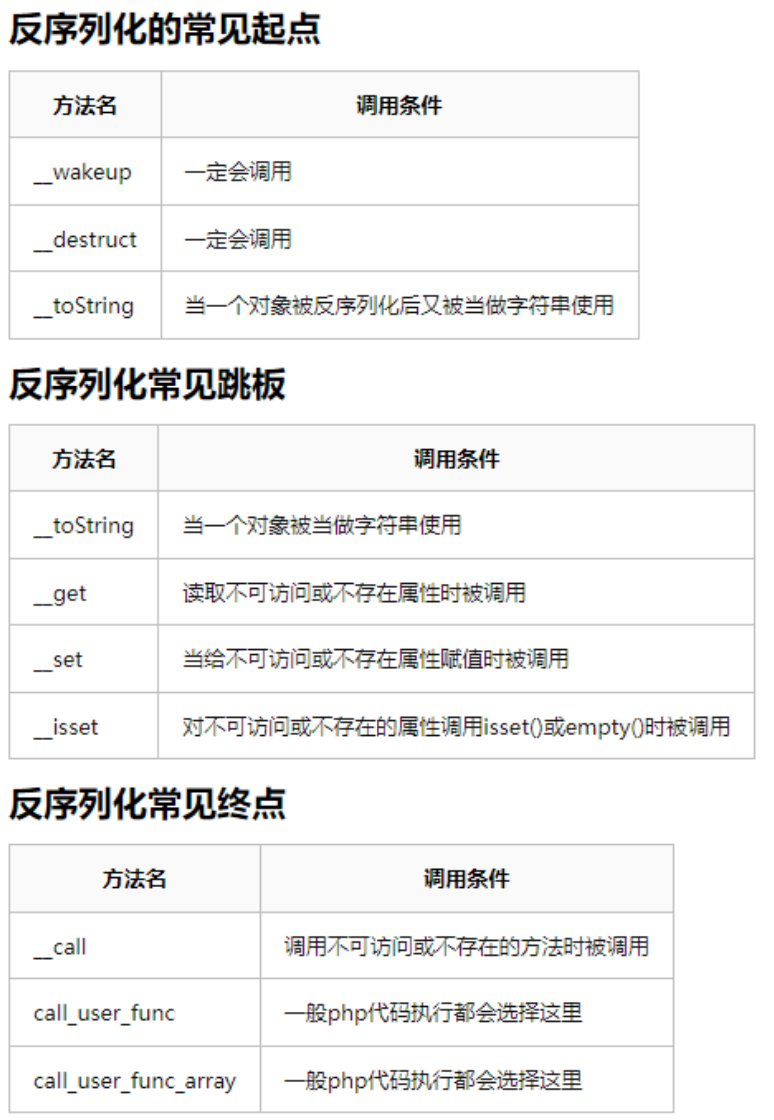 反序列化的常见起点
方法名 调用条件
__wakeup 一定会调用
__destruct 一定会调用
__toString 当一个对象被反序列化后又被当做字符串使用
反序列化常见跳板
方法名 调用条件
__toString 当一个对象被当做字符串使用
__get 读取不可访问或不存在属性时被调用
__set 当给不可访问或不存在属性赋值时被调用
__isset 对不可访问或不存在的属性调用isset()或empty()时被调用
反序列化常见终点
方法名 调用条件
__call 调用不可访问或不存在的方法时被调用
call_user_func 一般php代码执行都会选择这里
call_user_func_array 一般php代码执行都会选择这里